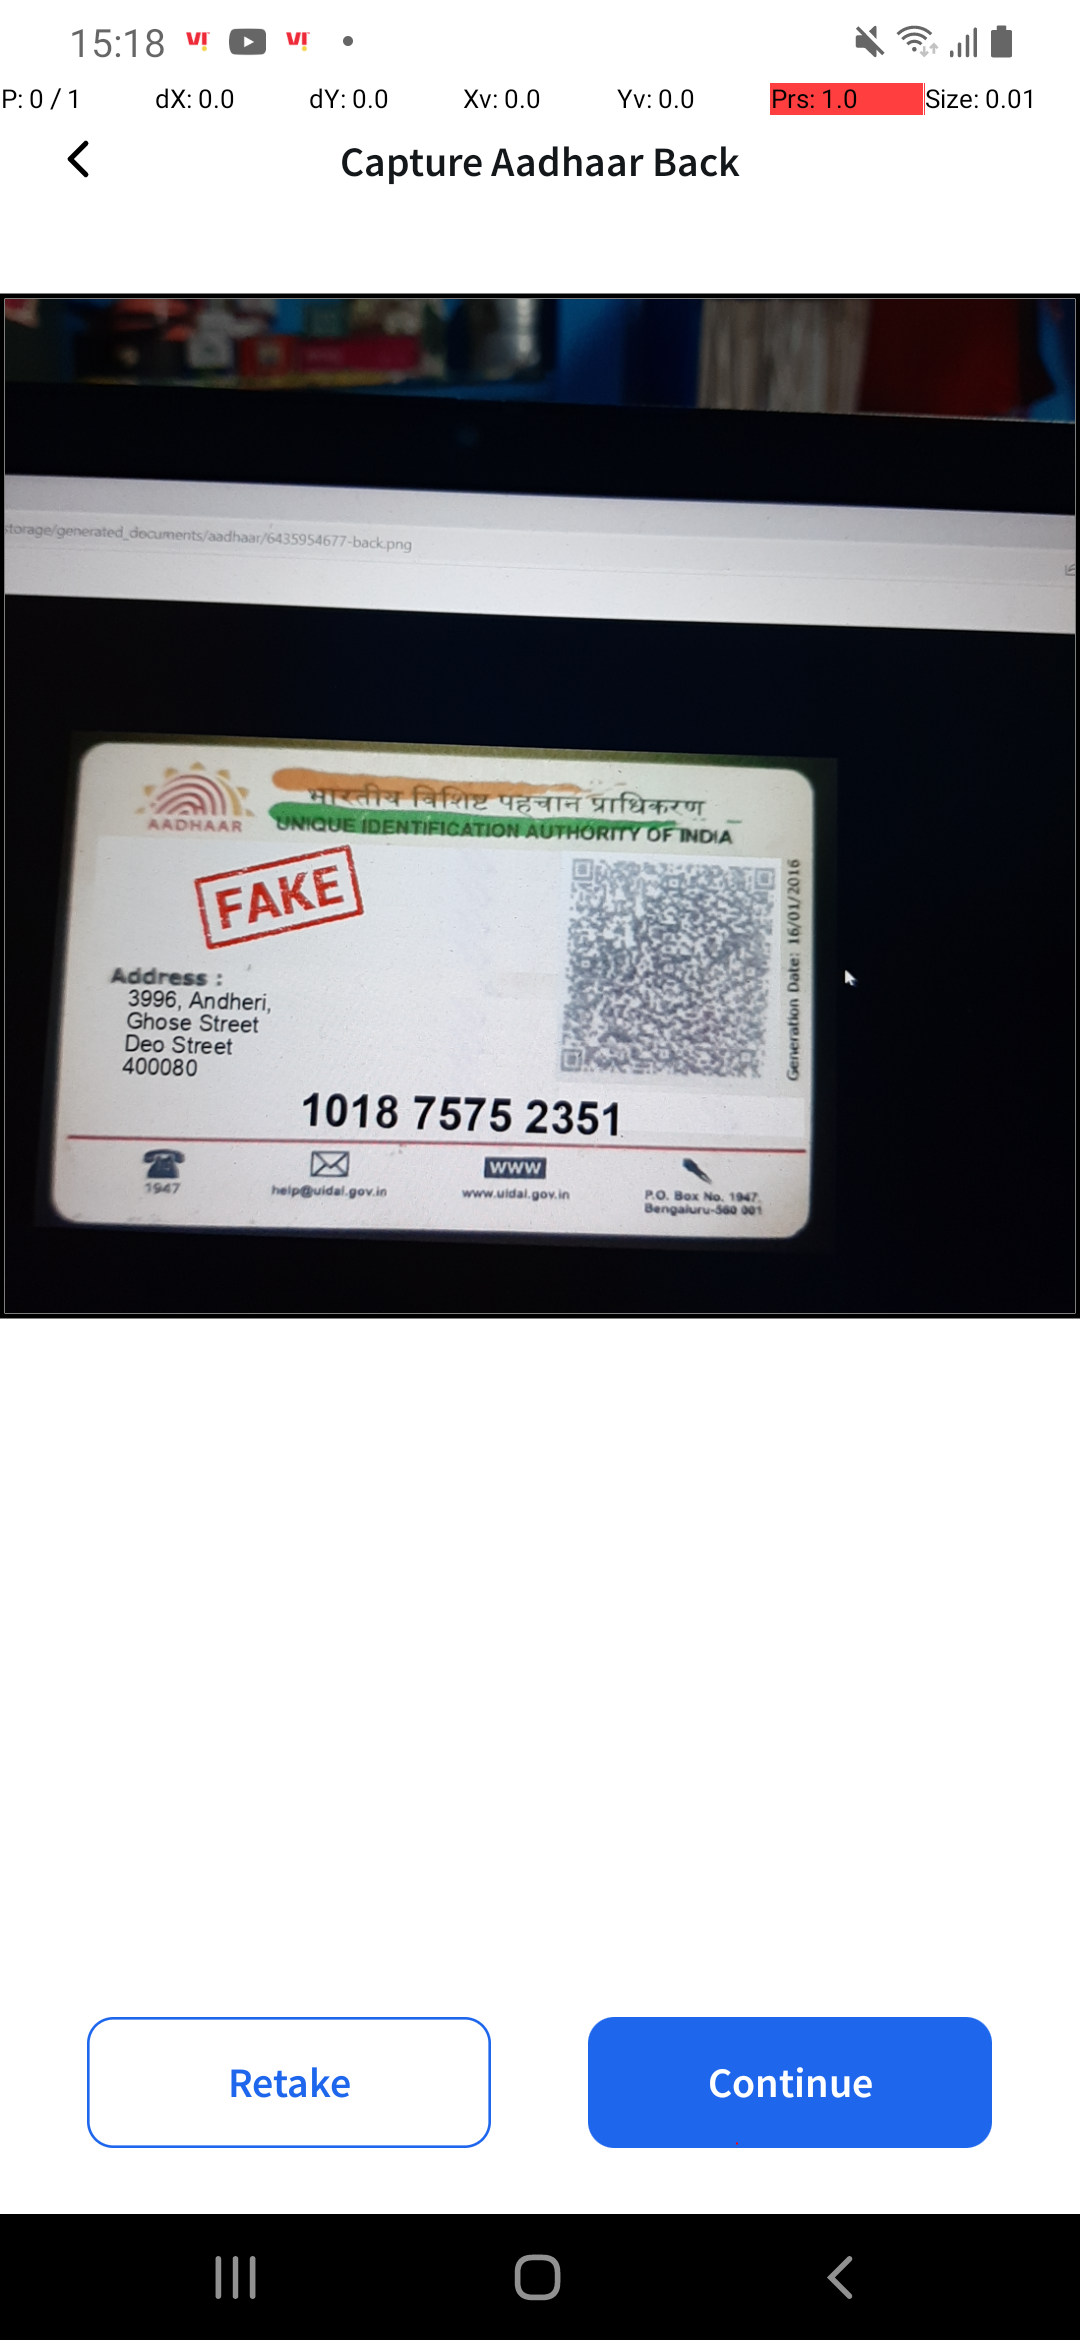 15:18
P: 0 / 1 dX: 0.0 dY: 0.0 Xv: 0.0 Yv: 0.0 Prs: 1.0 Size: 0.01
Capture Aadhaar Back
torage/generated_documents/aadhaar/6435954677-back.png
भारतीय विशिष्ट पहचान प्राधिकरण
AADHAAR
UNIQUE IDENTIFICATION AUTHORITY OF INDIA
FAKE
Generation Date: 16/01/2016
Address :
3996, Andheri,
Ghose Street
Deo Street
400080
1018 7575 2351
1947
help@uidai.gov.in
WWW
www.uidai.gov.in
P.O. Box No. 1947,
Bengaluru-560 001
Retake
Continue